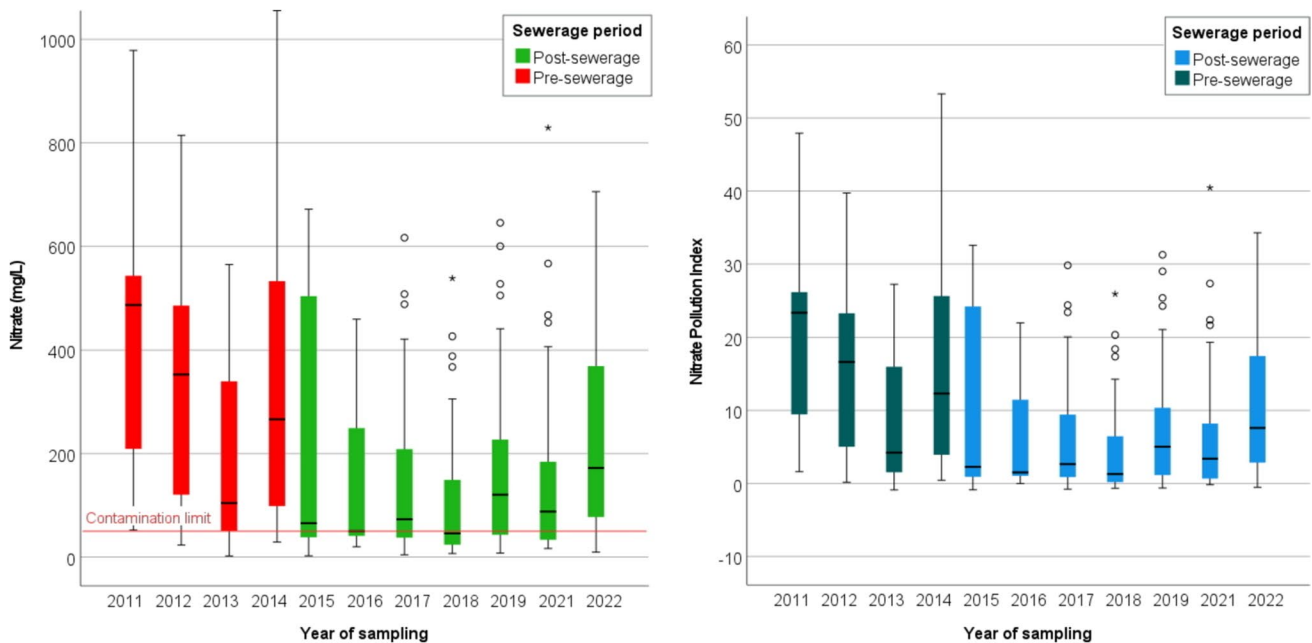 Sewerage period
Post-sewerage
Pre-sewerage
1000
800
600
400
200
0
Nitrate (mg/L)
Contamination limit
2011 2012 2013 2014 2015 2016 2017 2018 2019 2021 2022
Year of sampling
Sewerage period
Post-sewerage
Pre-sewerage
60
50
40
30
20
10
0
-10
Nitrate Pollution Index
2011 2012 2013 2014 2015 2016 2017 2018 2019 2021 2022
Year of sampling